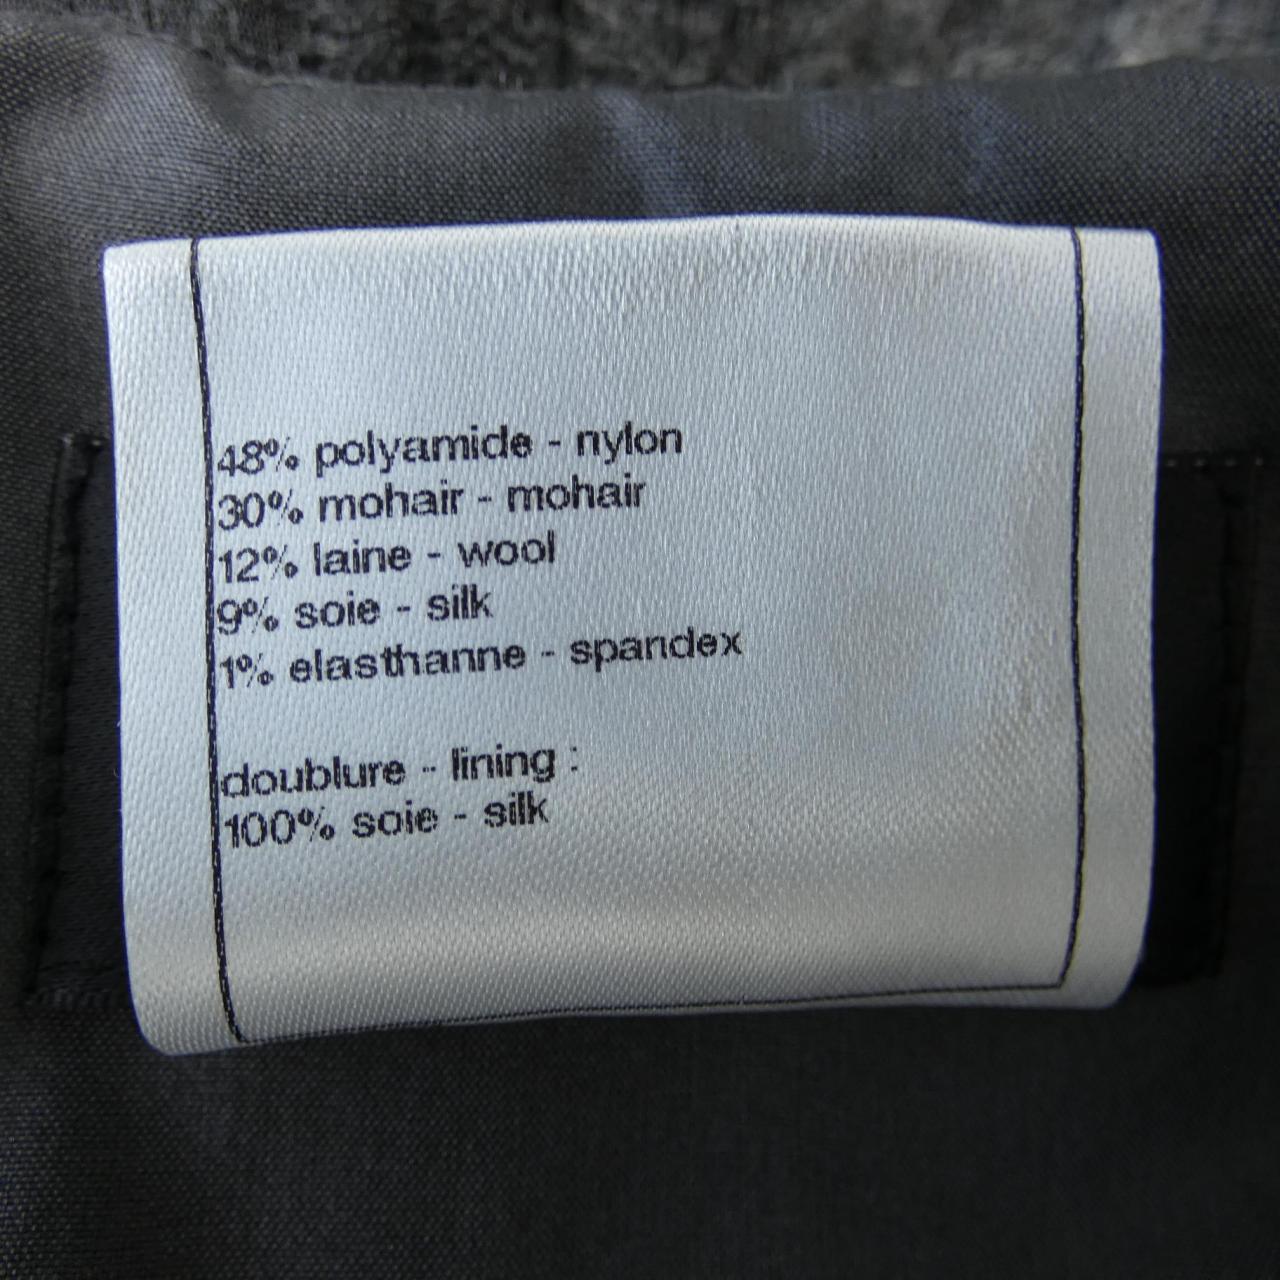 48% polyamide - nylon
30% mohair - mohair
12% laine - wool
9% soie - silk
1% elasthanne - spandex
doublure - lining :
100% soie - silk